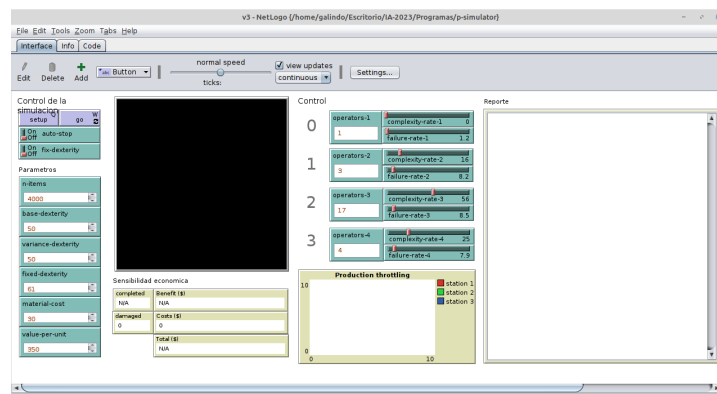 v3 - NetLogo {/home/galindo/Escritorio/IA-2023/Programas/p-simulator}
File Edit Tools Zoom Tabs Help
Interface Info Code
Edit Delete Add
Button
normal speed
ticks:
view updates
continuous
Settings...
Control de la
simulacion
setup
go
W
On
Off
auto-stop
On
Off
fix-dexterity
Parametros
n-items
4000
base-dexterity
50
variance-dexterity
50
fixed-dexterity
61
material-cost
90
value-per-unit
350
Sensibilidad economica
completed
N/A
Benefit ($)
N/A
damaged
0
Costs ($)
0
Total ($)
N/A
Control
0
operators-1
1
complexity-rate-1 0
failure-rate-1 1.2
1
operators-2
3
complexity-rate-2 16
failure-rate-2 8.2
2
operators-3
17
complexity-rate-3 56
failure-rate-3 8.5
3
operators-4
4
complexity-rate-4 25
failure-rate-4 7.9
Production throttling
10
0
0 10
station 1
station 2
station 3
Reporte